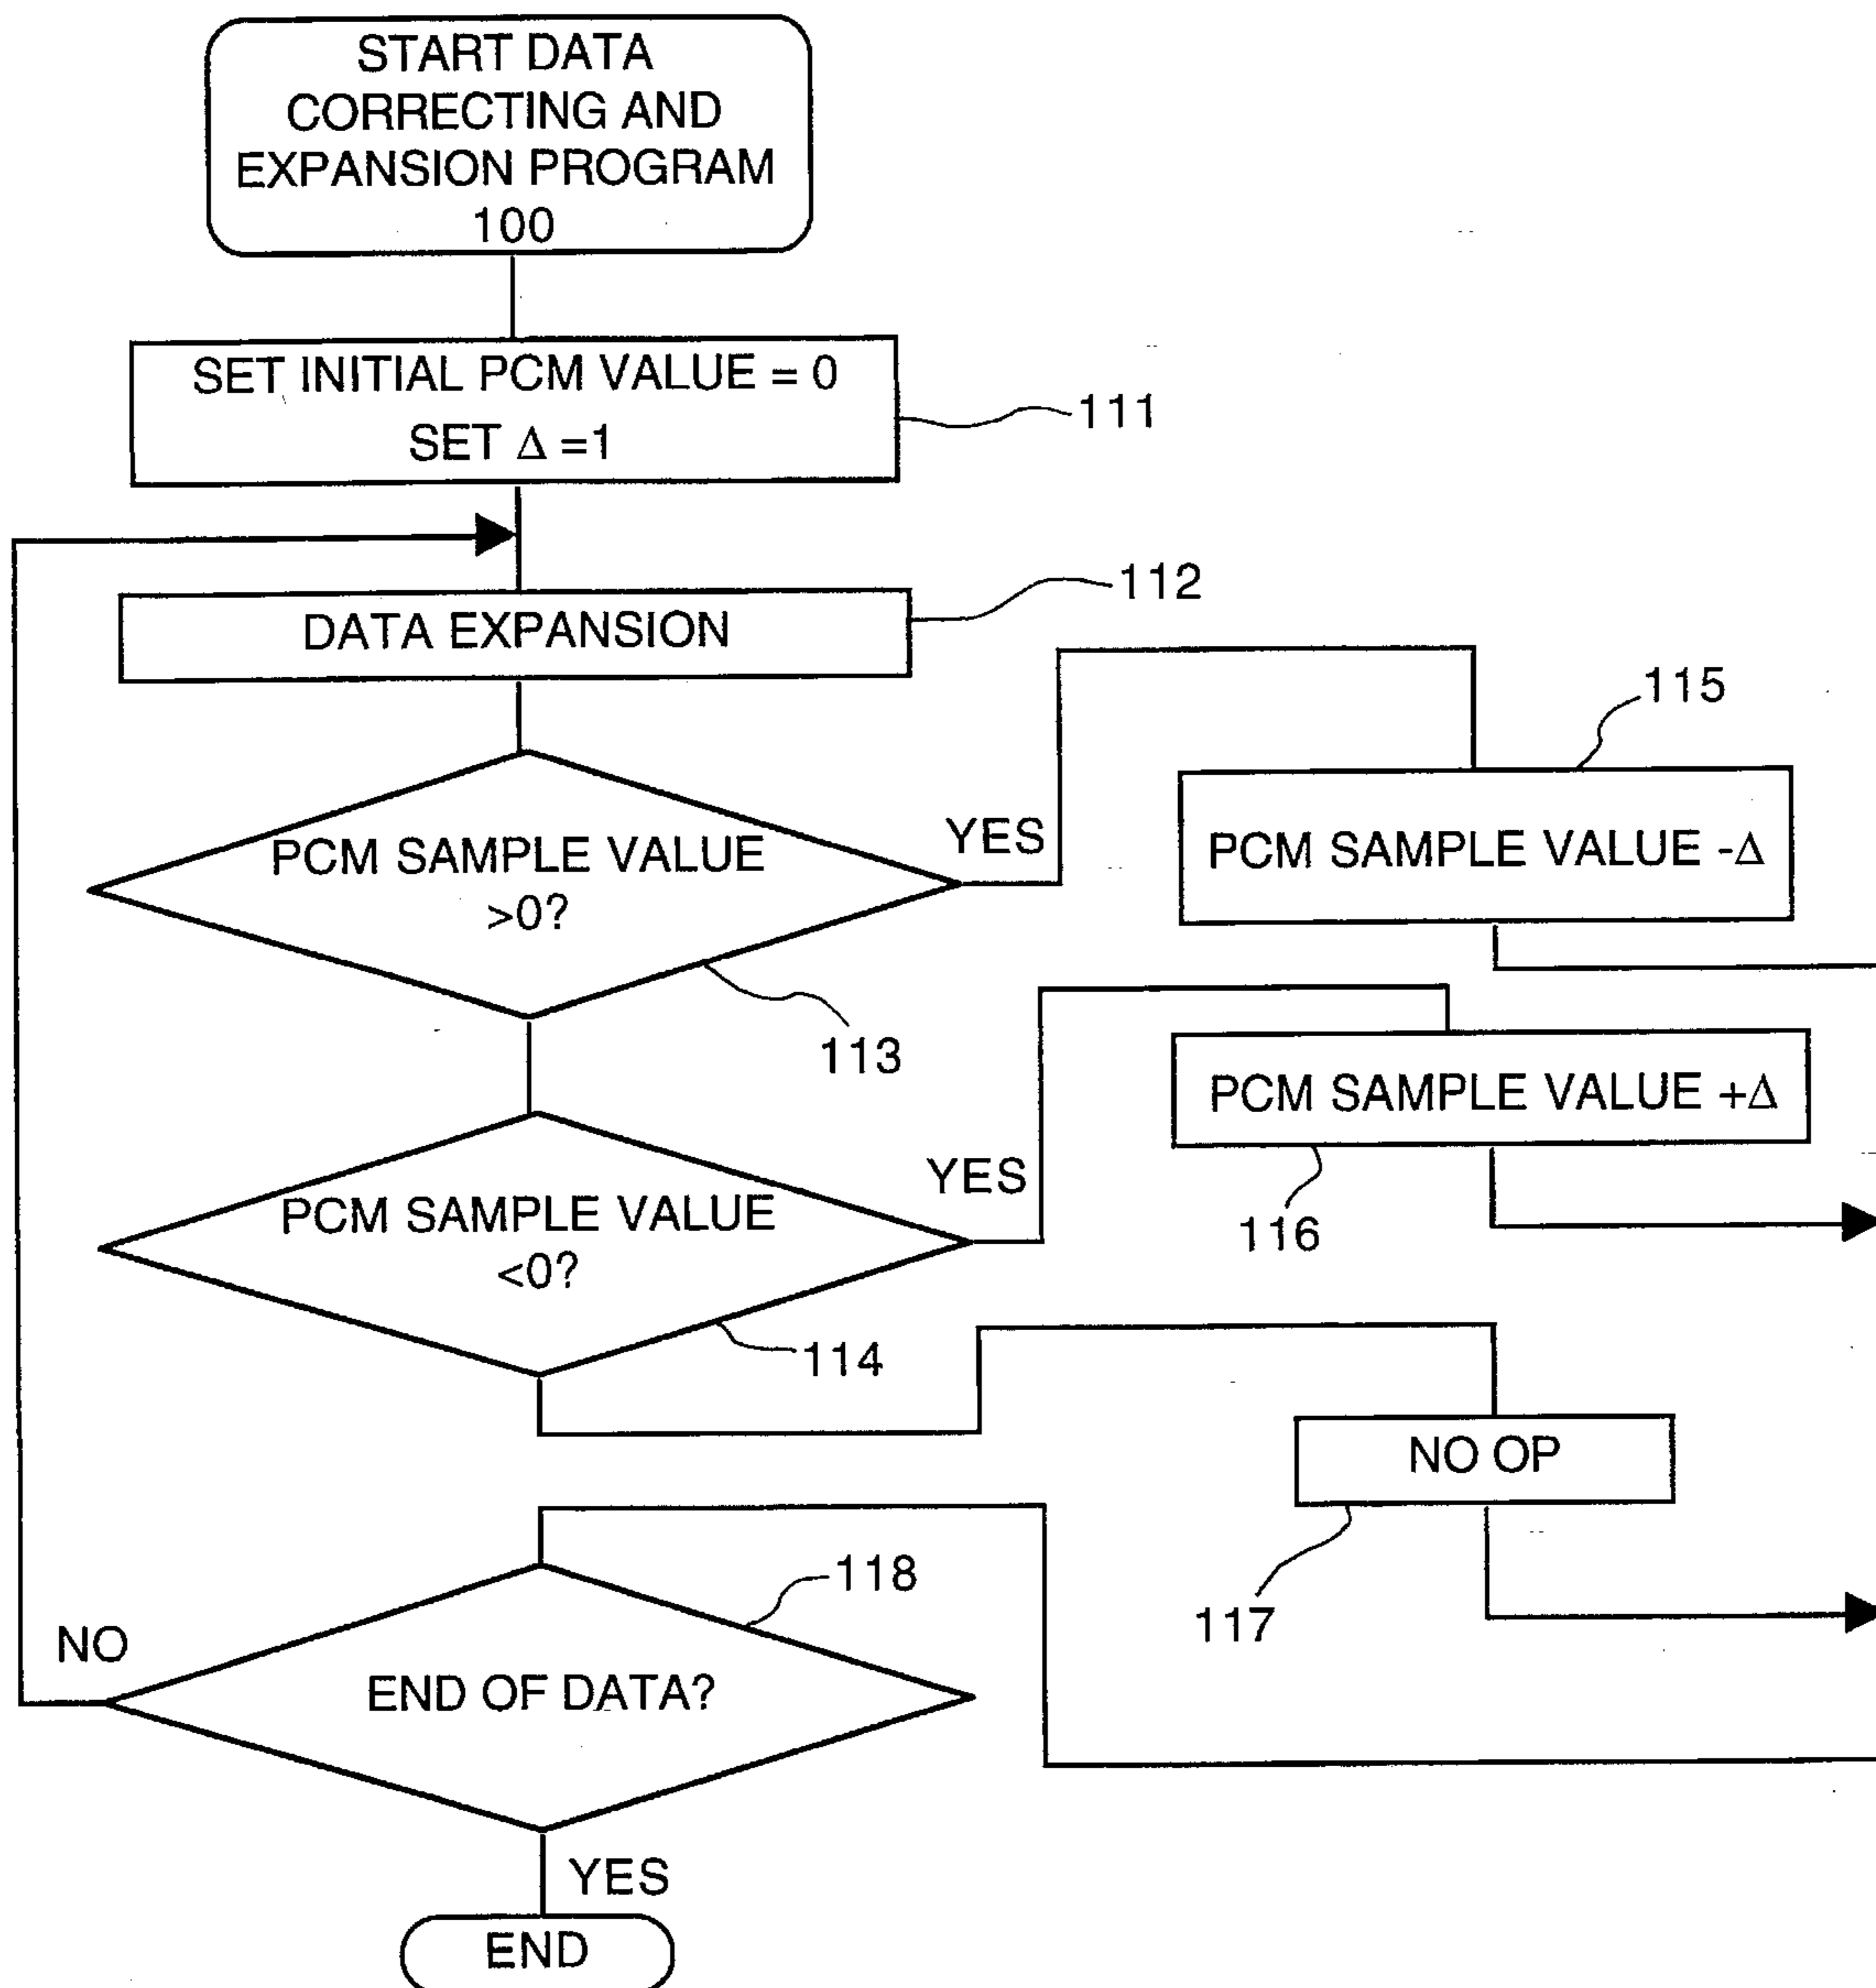 START DATA
CORRECTING AND
EXPANSION PROGRAM
100
SET INITIAL PCM VALUE = 0
SET Δ =1
111
DATA EXPANSION
112
PCM SAMPLE VALUE
>0?
YES
113
115
PCM SAMPLE VALUE -Δ
PCM SAMPLE VALUE
<0?
YES
114
PCM SAMPLE VALUE +Δ
116
NO OP
117
118
END OF DATA?
NO
YES
END